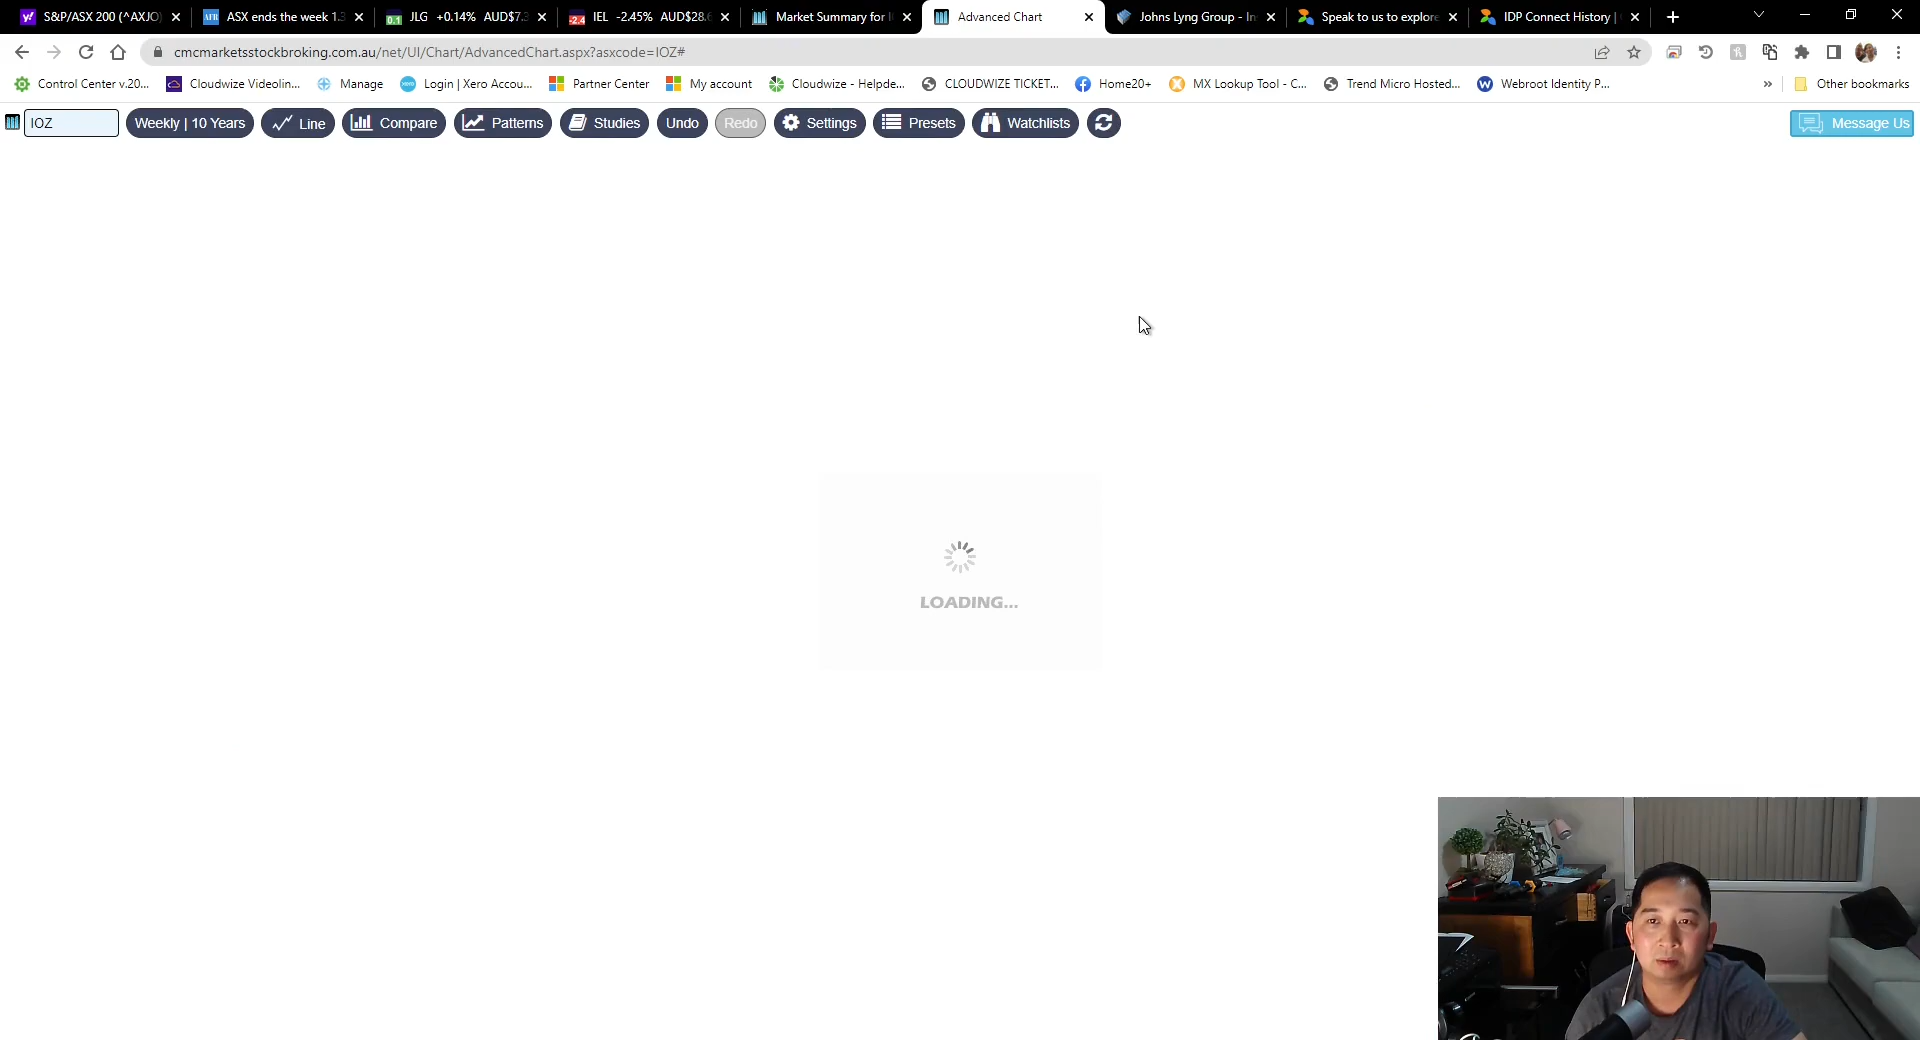 S&P/ASX 200 (^AXJO) ASX ends the week 1.3 JLG +0.14% AUD$7.3 IEL -2.45% AUD$28.6 Market Summary for I Advanced Chart Johns Lyng Group - In Speak to us to explore IDP Connect History |
cmcmarketsstockbroking.com.au/net/UI/Chart/AdvancedChart.aspx?asxcode=IOZ#
Control Center v.20... Cloudwize Videolin... Manage Login | Xero Accou... Partner Center My account Cloudwize - Helpde... CLOUDWIZE TICKET... Home20+ MX Lookup Tool - C... Trend Micro Hosted... Webroot Identity P... » Other bookmarks
IOZ Weekly | 10 Years Line Compare Patterns Studies Undo Redo Settings Presets Watchlists Message Us
LOADING...